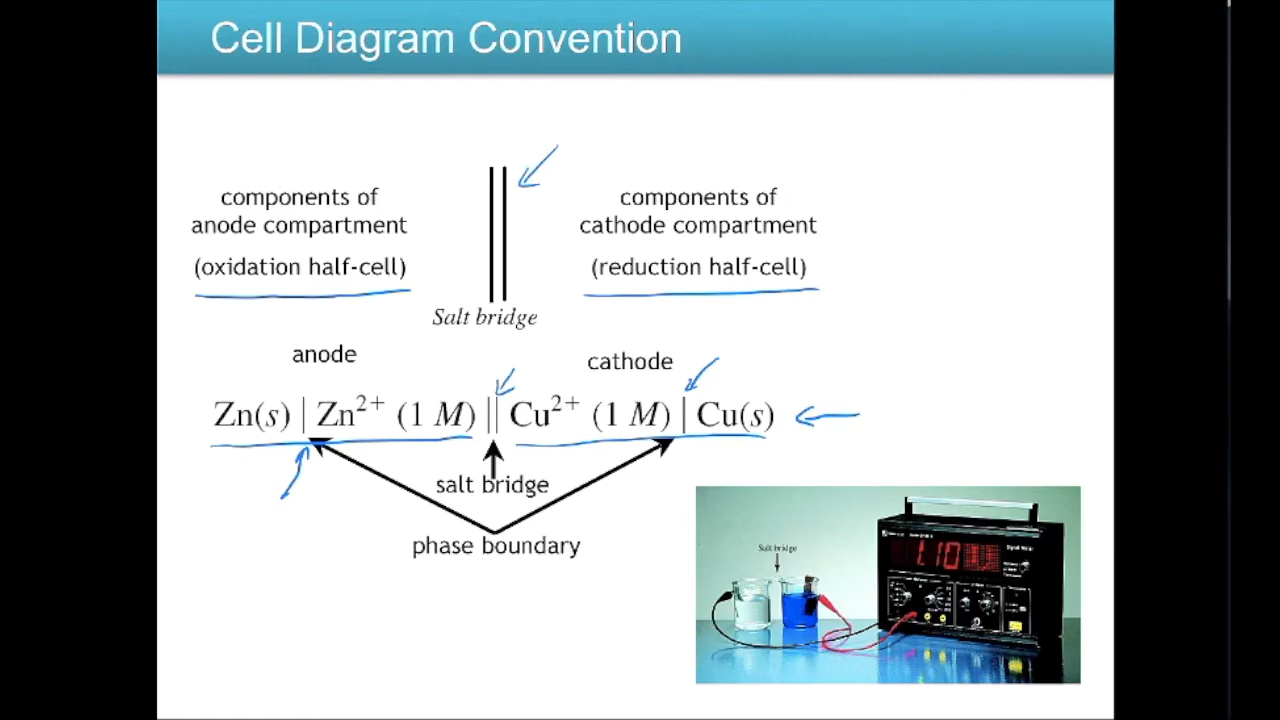 Cell Diagram Convention
components of
anode compartment
(oxidation half-cell)
components of
cathode compartment
(reduction half-cell)
Salt bridge
anode
cathode
Zn(s) | Zn²⁺ (1 M) || Cu²⁺ (1 M) | Cu(s)
salt bridge
phase boundary
Salt bridge
1.10